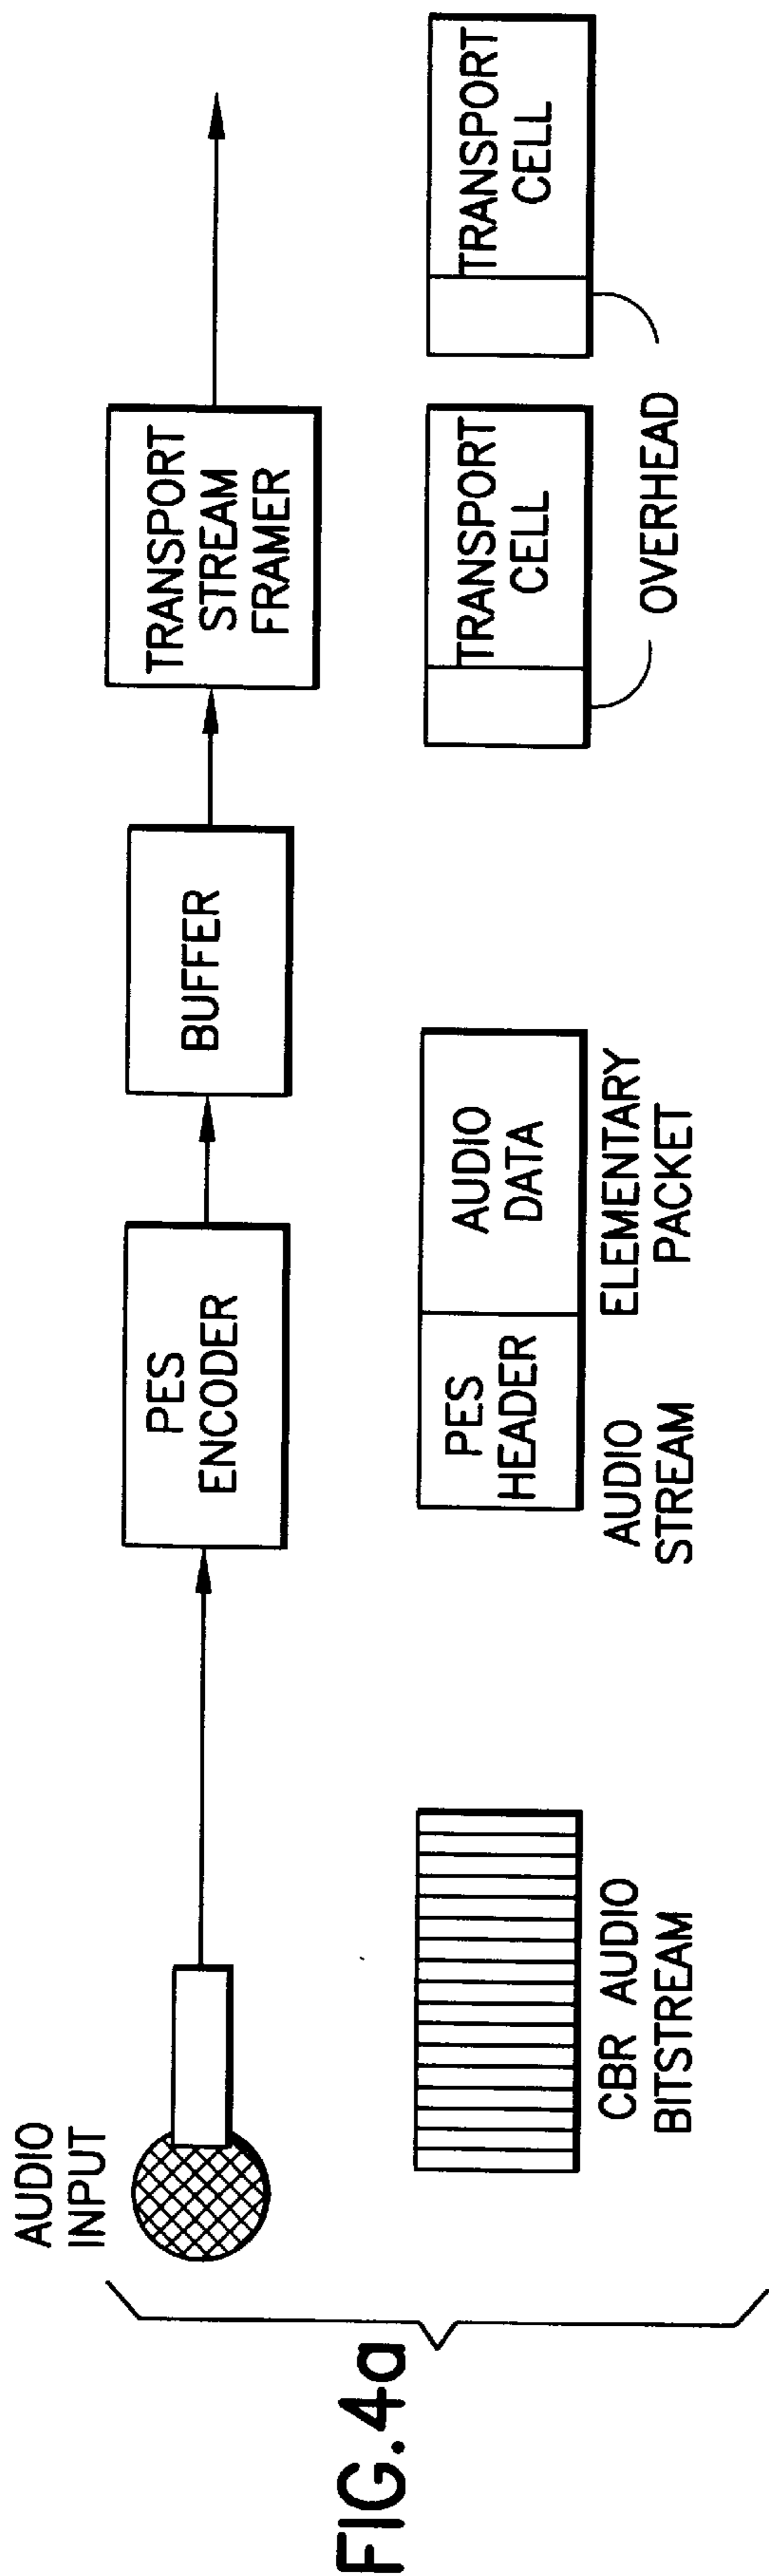 AUDIO
INPUT
PES
ENCODER
BUFFER
TRANSPORT
STREAM
FRAMER
CBR AUDIO
BITSTREAM
PES
HEADER
AUDIO
DATA
AUDIO
STREAM
ELEMENTARY
PACKET
TRANSPORT
CELL
TRANSPORT
CELL
OVERHEAD
FIG. 4a